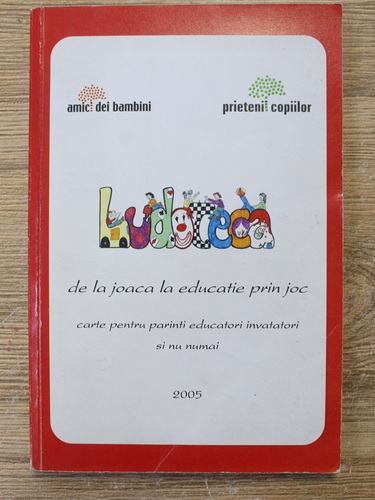 amici dei bambini
prietenii copiilor
Ludoteca
de la joaca la educatie prin joc
carte pentru parinti educatori invatatori
si nu numai
2005